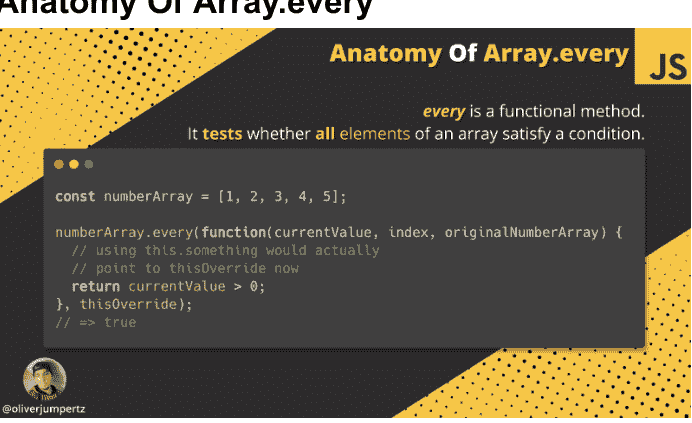 Anatomy Of Array.every
Anatomy Of Array.every
JS
every is a functional method.
It tests whether all elements of an array satisfy a condition.
const numberArray = [1, 2, 3, 4, 5];
numberArray.every(function(currentValue, index, originalNumberArray) {
// using this.something would actually
// point to thisOverride now
return currentValue > 0;
}, thisOverride);
// => true
@oliverjumpertz